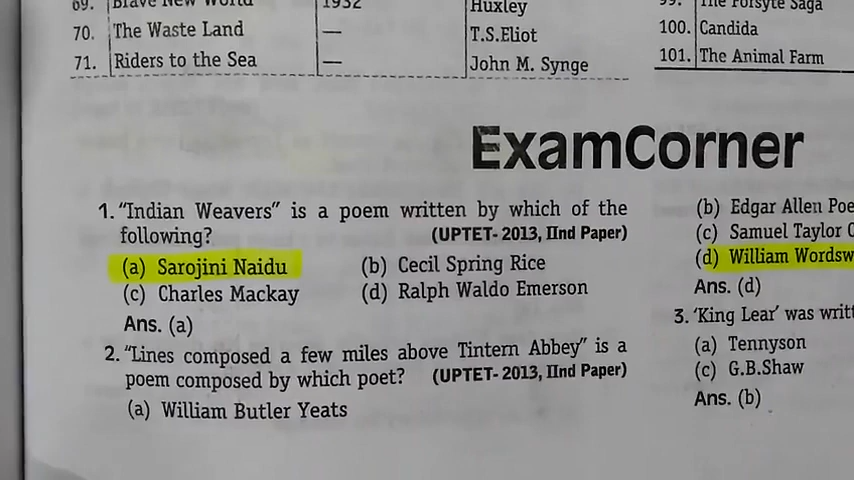 69. Brave New World 1932 Huxley
70. The Waste Land — T.S.Eliot
71. Riders to the Sea — John M. Synge
99. The Forsyte Saga
100. Candida
101. The Animal Farm
ExamCorner
1. "Indian Weavers" is a poem written by which of the
following? (UPTET- 2013, IInd Paper)
(a) Sarojini Naidu (b) Cecil Spring Rice
(c) Charles Mackay (d) Ralph Waldo Emerson
Ans. (a)
2. "Lines composed a few miles above Tintern Abbey" is a
poem composed by which poet? (UPTET- 2013, IInd Paper)
(a) William Butler Yeats
(b) Edgar Allen Poe
(c) Samuel Taylor
(d) William Wordsw
Ans. (d)
3. 'King Lear' was writt
(a) Tennyson
(c) G.B.Shaw
Ans. (b)